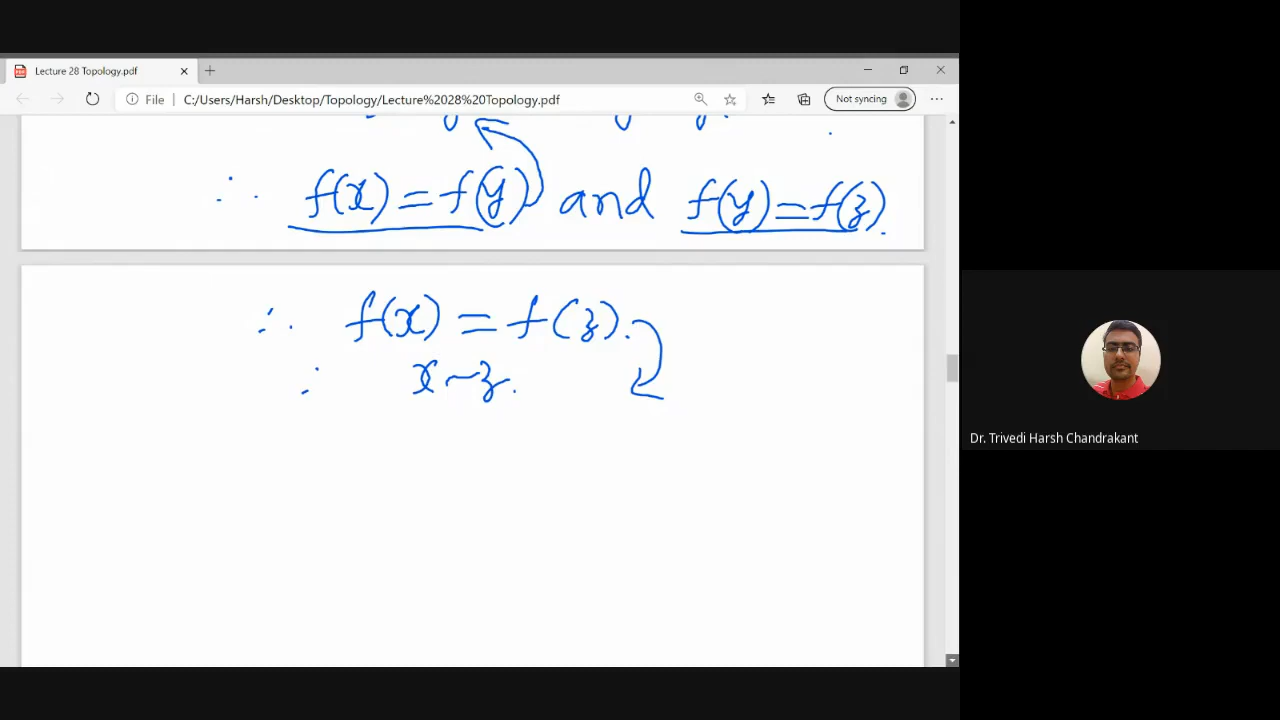 Lecture 28 Topology.pdf
File | C:/Users/Harsh/Desktop/Topology/Lecture%2028%20Topology.pdf
Not syncing
∴ f(x) = f(y) and f(y) = f(z).
∴ f(x) = f(z).
∴ x ~ z.
Dr. Trivedi Harsh Chandrakant